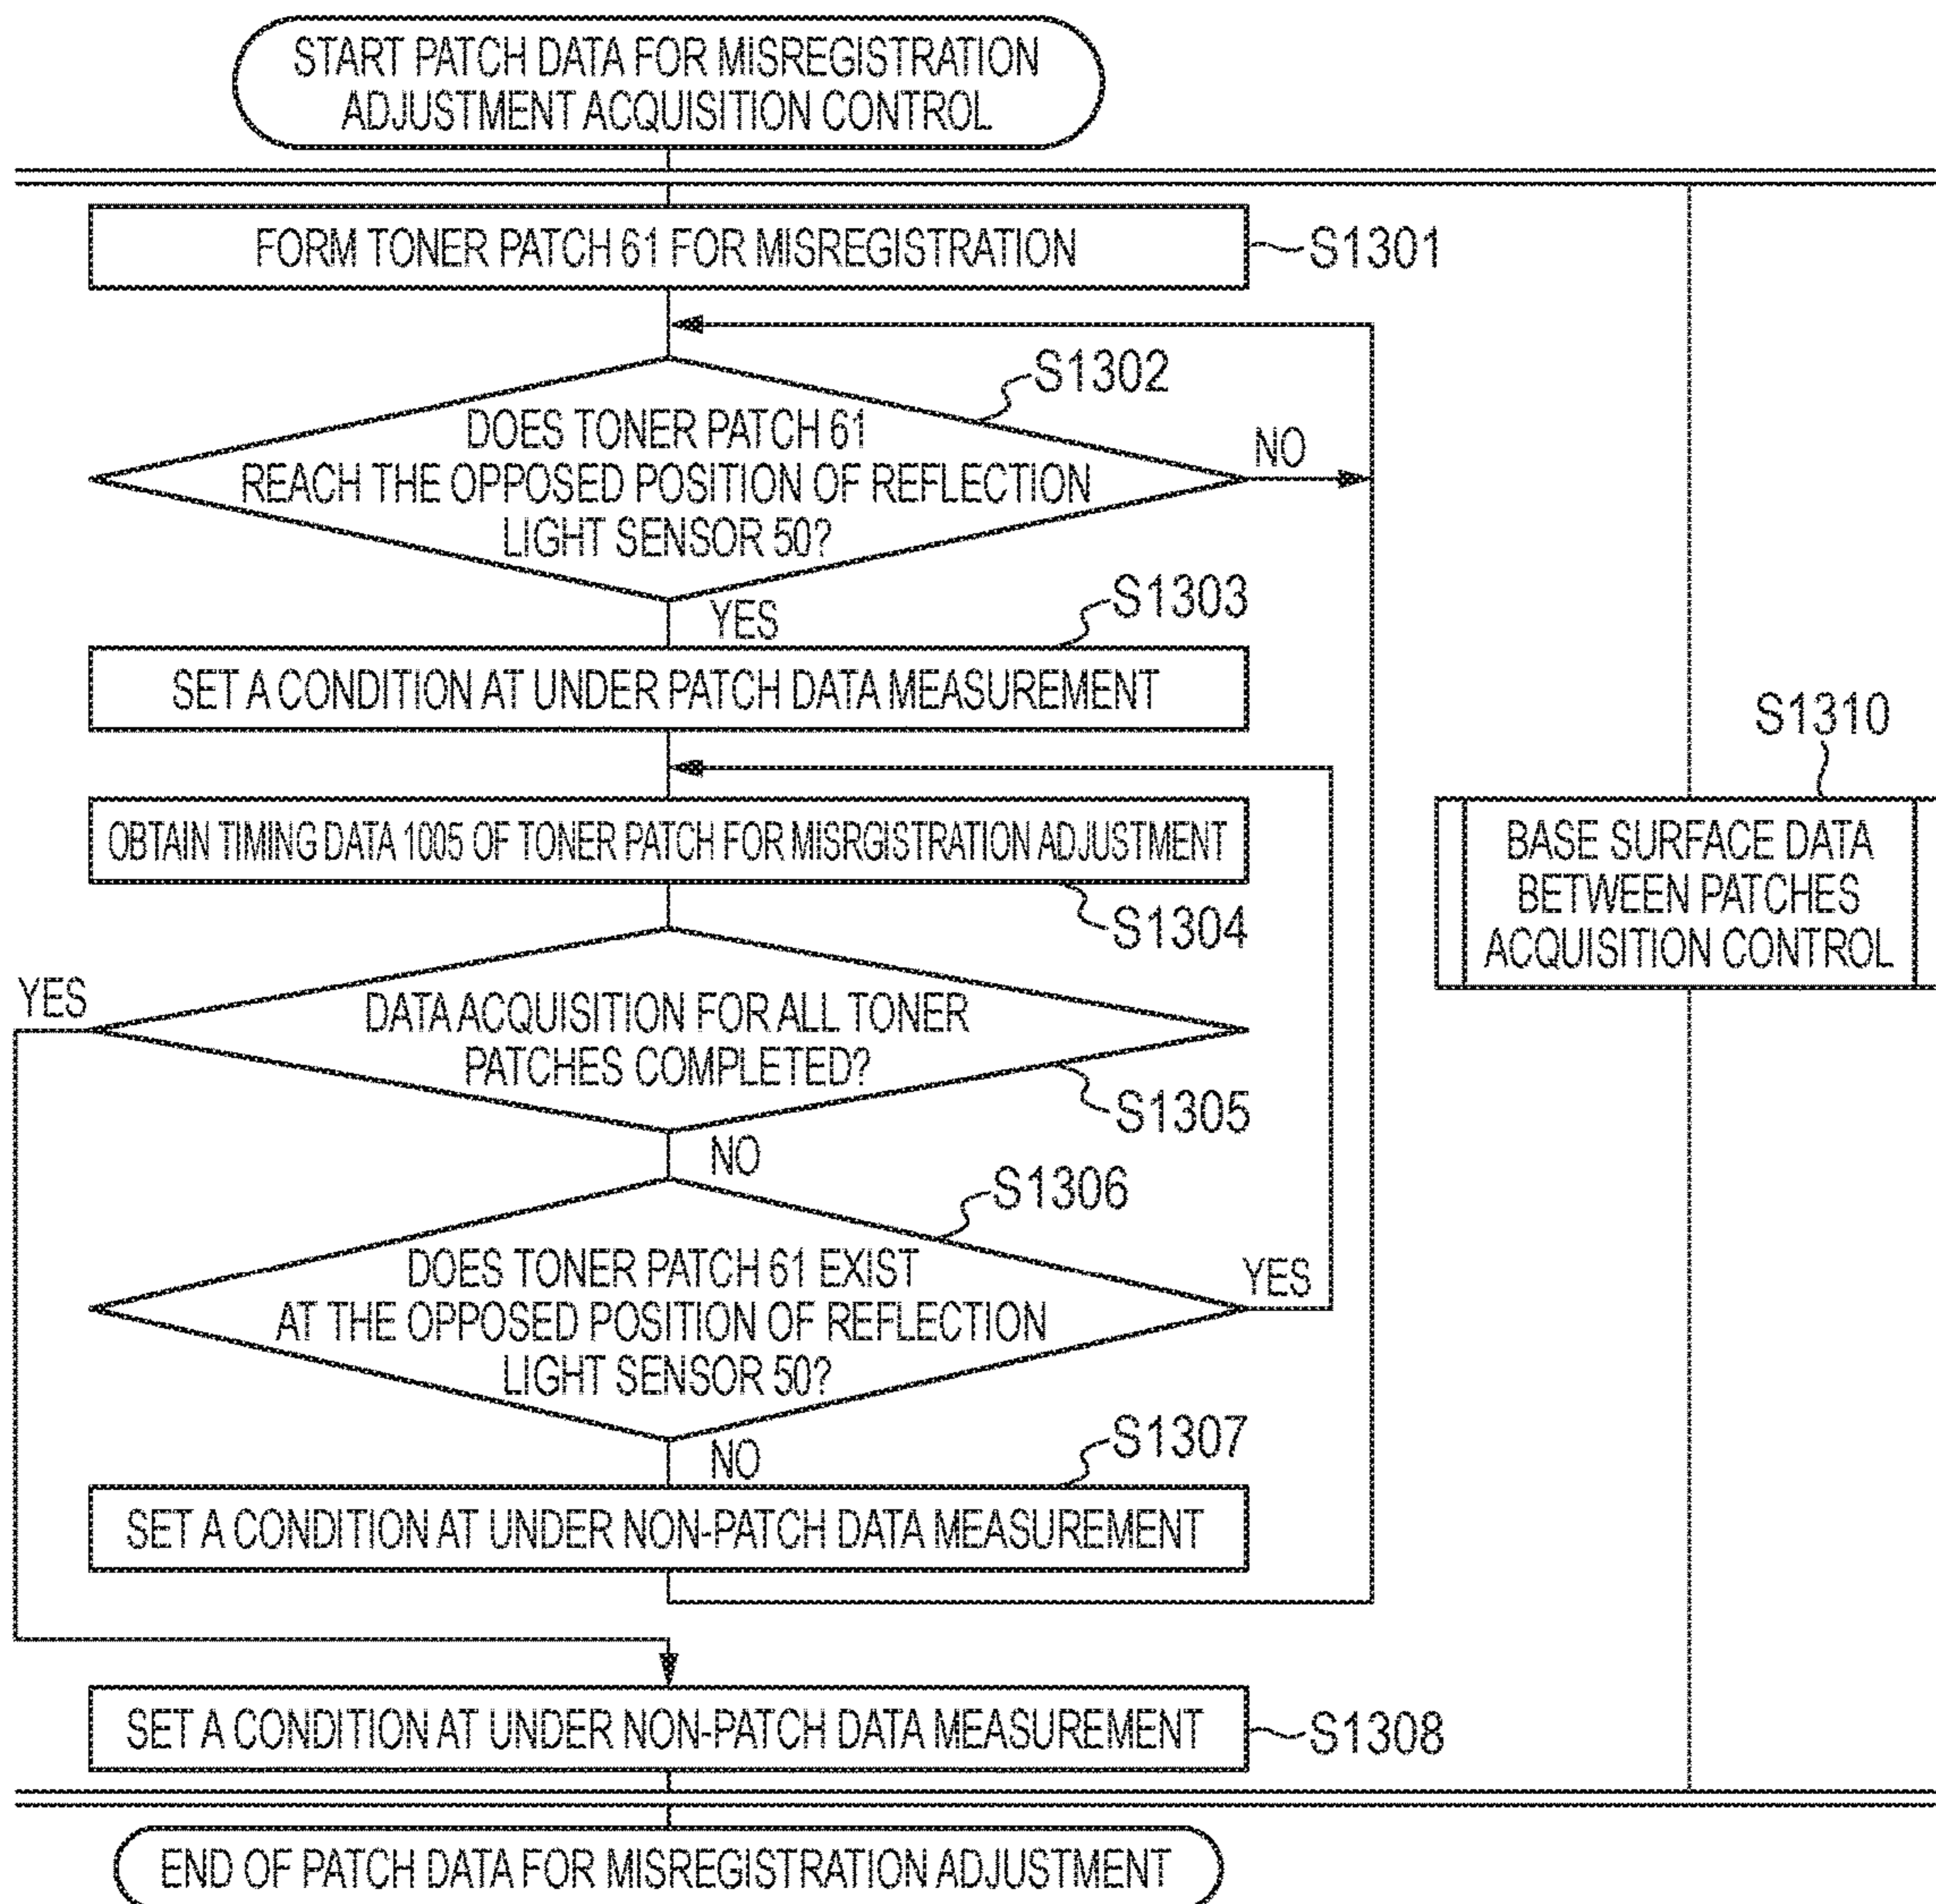 START PATCH DATA FOR MISREGISTRATION
ADJUSTMENT ACQUISITION CONTROL
FORM TONER PATCH 61 FOR MISREGISTRATION
S1301
S1302
DOES TONER PATCH 61
REACH THE OPPOSED POSITION OF REFLECTION
LIGHT SENSOR 50?
NO
YES
S1303
SET A CONDITION AT UNDER PATCH DATA MEASUREMENT
OBTAIN TIMING DATA 1005 OF TONER PATCH FOR MISRGISTRATION ADJUSTMENT
S1304
YES
DATA ACQUISITION FOR ALL TONER
PATCHES COMPLETED?
S1305
NO
S1306
DOES TONER PATCH 61 EXIST
AT THE OPPOSED POSITION OF REFLECTION
LIGHT SENSOR 50?
YES
NO
S1307
SET A CONDITION AT UNDER NON-PATCH DATA MEASUREMENT
SET A CONDITION AT UNDER NON-PATCH DATA MEASUREMENT
S1308
S1310
BASE SURFACE DATA
BETWEEN PATCHES
ACQUISITION CONTROL
END OF PATCH DATA FOR MISREGISTRATION ADJUSTMENT